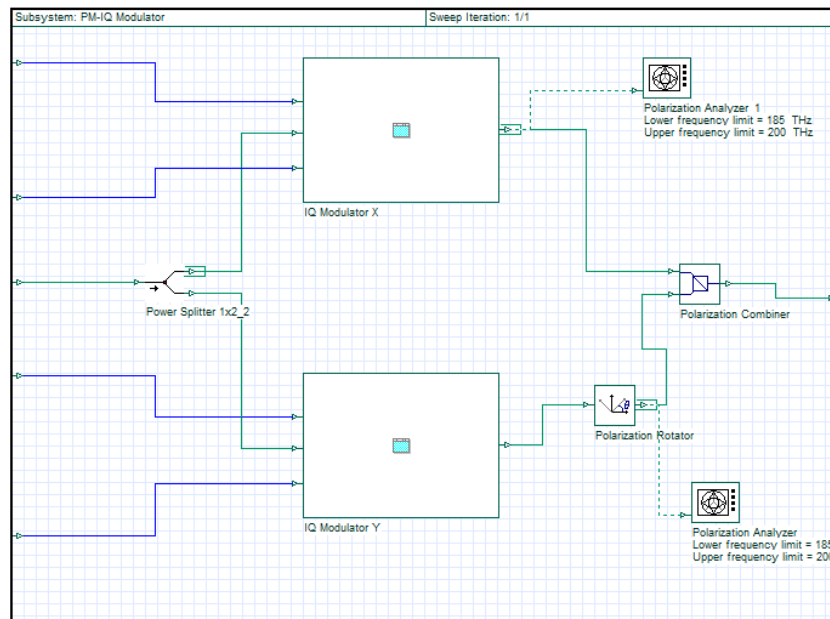 Subsystem: PM-IQ Modulator
Sweep Iteration: 1/1
Polarization Analyzer 1
Lower frequency limit = 185 THz
Upper frequency limit = 200 THz
IQ Modulator X
Power Splitter 1x2_2
Polarization Combiner
θ
Polarization Rotator
IQ Modulator Y
Polarization Analyzer
Lower frequency limit = 185
Upper frequency limit = 200